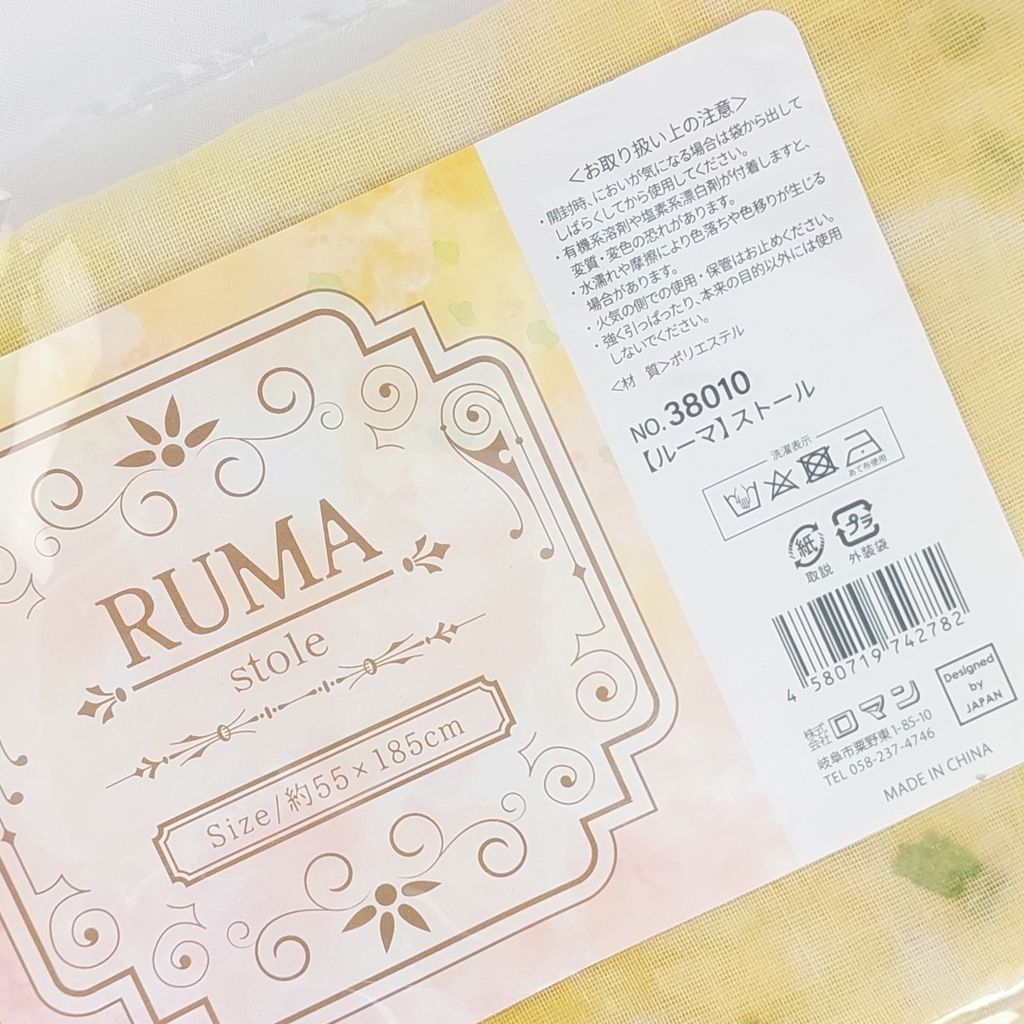 RUMA
stole
Size/約55×185cm
＜お取り扱い上の注意＞
・開封時、においが気になる場合は袋から出して
しばらくしてから使用してください。
・有機系溶剤や塩素系漂白剤が付着しますと、
変質・変色の恐れがあります。
・水濡れや摩擦により色落ちや色移りが生じる
場合があります。
・火気の側での使用・保管はお止めください。
・強く引っぱったり、本来の目的以外には使用
しないでください。
＜材　質＞ポリエステル
NO.38010
【ルーマ】ストール
洗濯表示
あて布使用
紙
取説
プラ
外装袋
4 580719 742782
株式会社ロマン
岐阜市粟野東1-85-10
TEL 058-237-4746
Designed
by
JAPAN
MADE IN CHINA